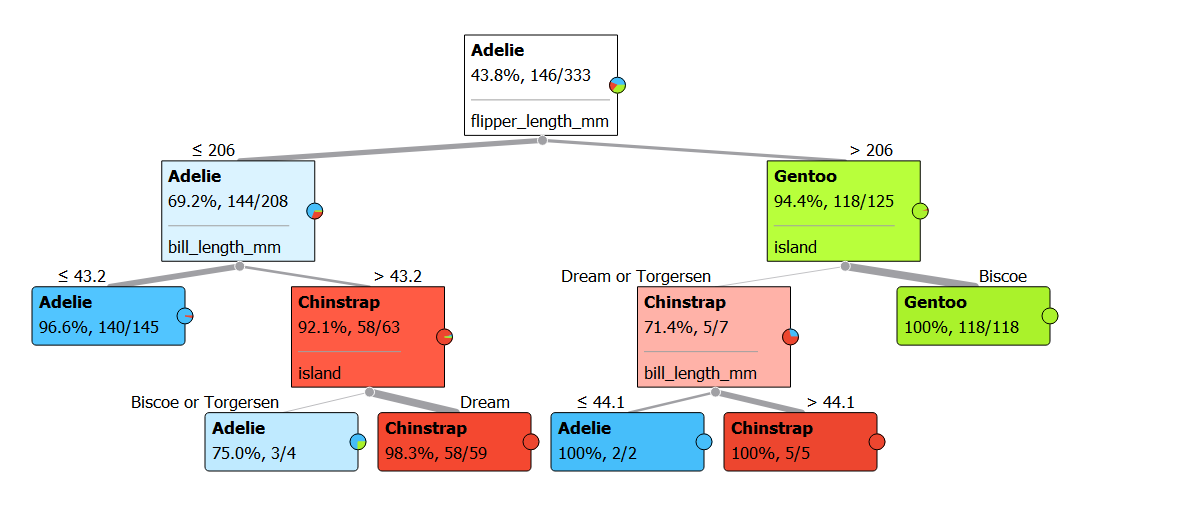 Adelie
43.8%, 146/333
flipper_length_mm
≤ 206
> 206
Adelie
69.2%, 144/208
bill_length_mm
Gentoo
94.4%, 118/125
island
≤ 43.2
> 43.2
Dream or Torgersen
Biscoe
Adelie
96.6%, 140/145
Chinstrap
92.1%, 58/63
island
Chinstrap
71.4%, 5/7
bill_length_mm
Gentoo
100%, 118/118
Biscoe or Torgersen
Dream
≤ 44.1
> 44.1
Adelie
75.0%, 3/4
Chinstrap
98.3%, 58/59
Adelie
100%, 2/2
Chinstrap
100%, 5/5